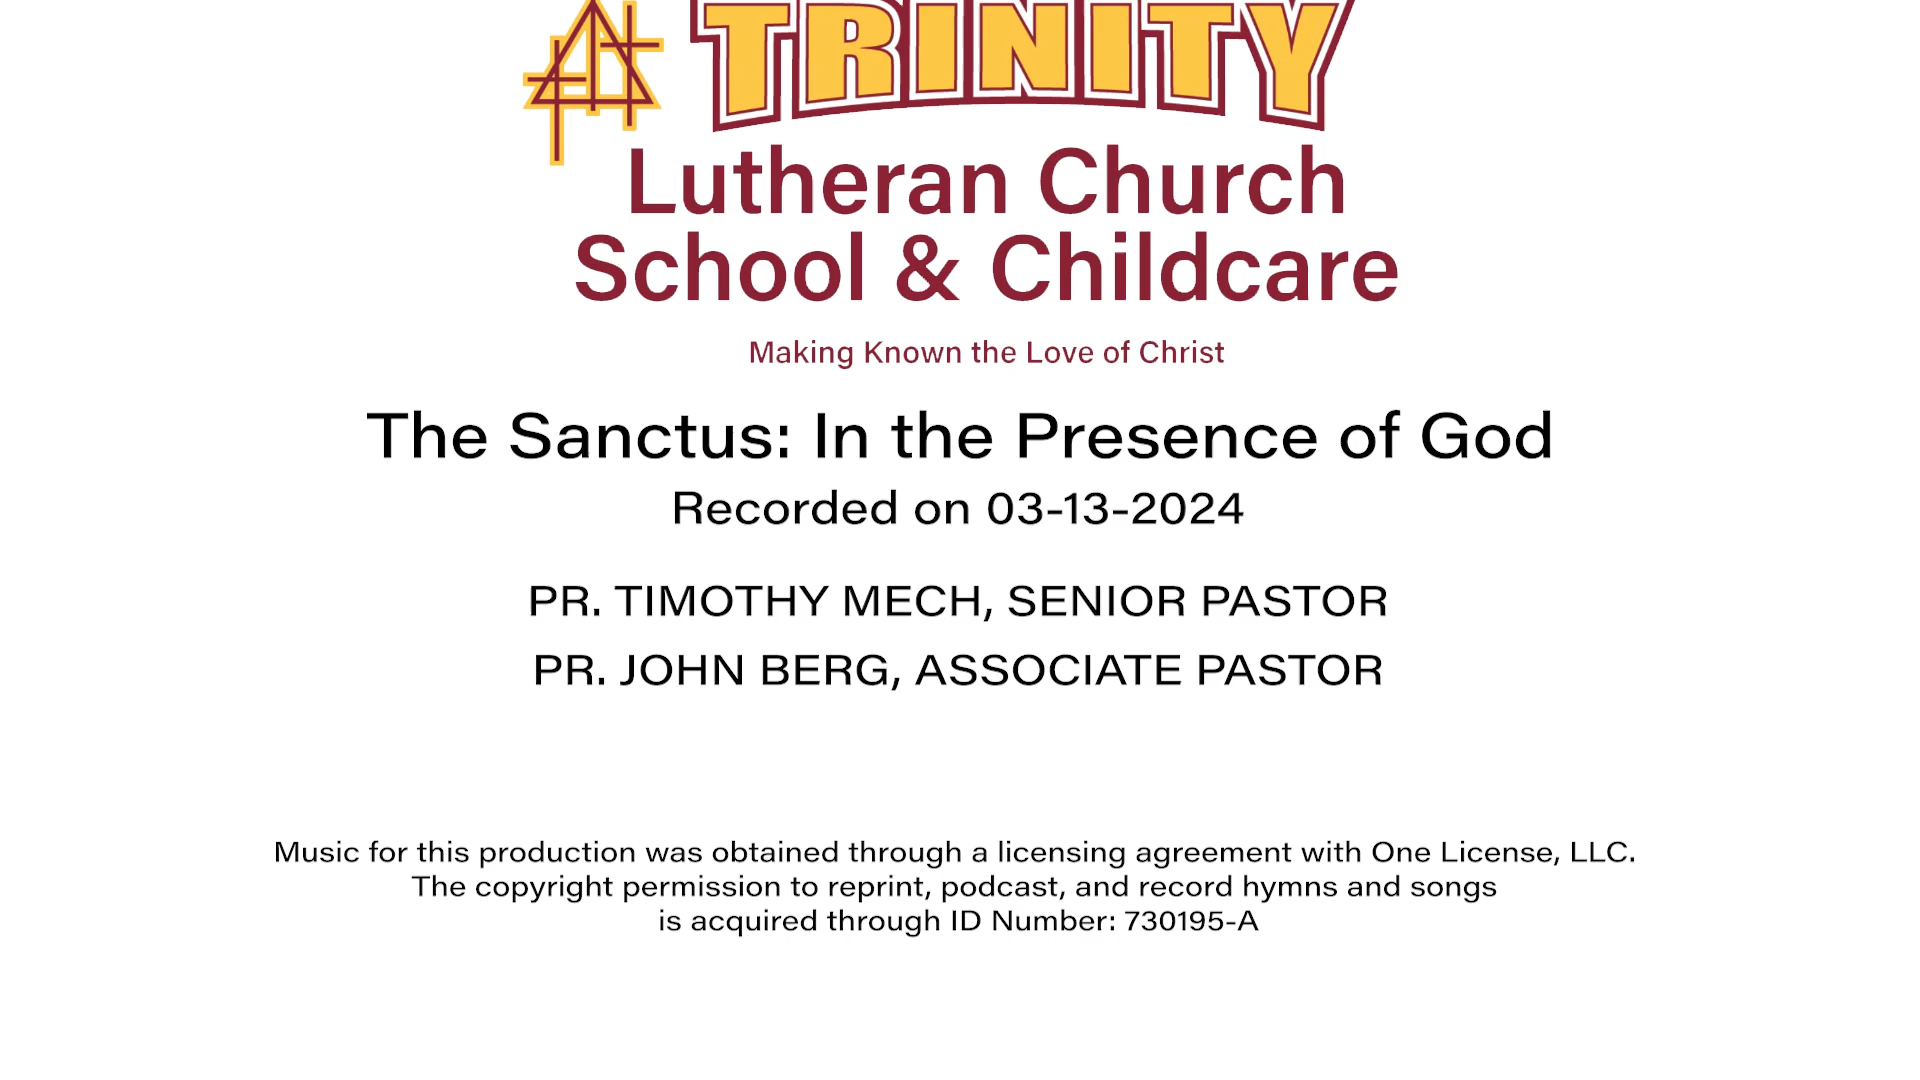 TRINITY
Lutheran Church
School & Childcare
Making Known the Love of Christ
The Sanctus: In the Presence of God
Recorded on 03-13-2024
PR. TIMOTHY MECH, SENIOR PASTOR
PR. JOHN BERG, ASSOCIATE PASTOR
Music for this production was obtained through a licensing agreement with One License, LLC.
The copyright permission to reprint, podcast, and record hymns and songs
is acquired through ID Number: 730195-A